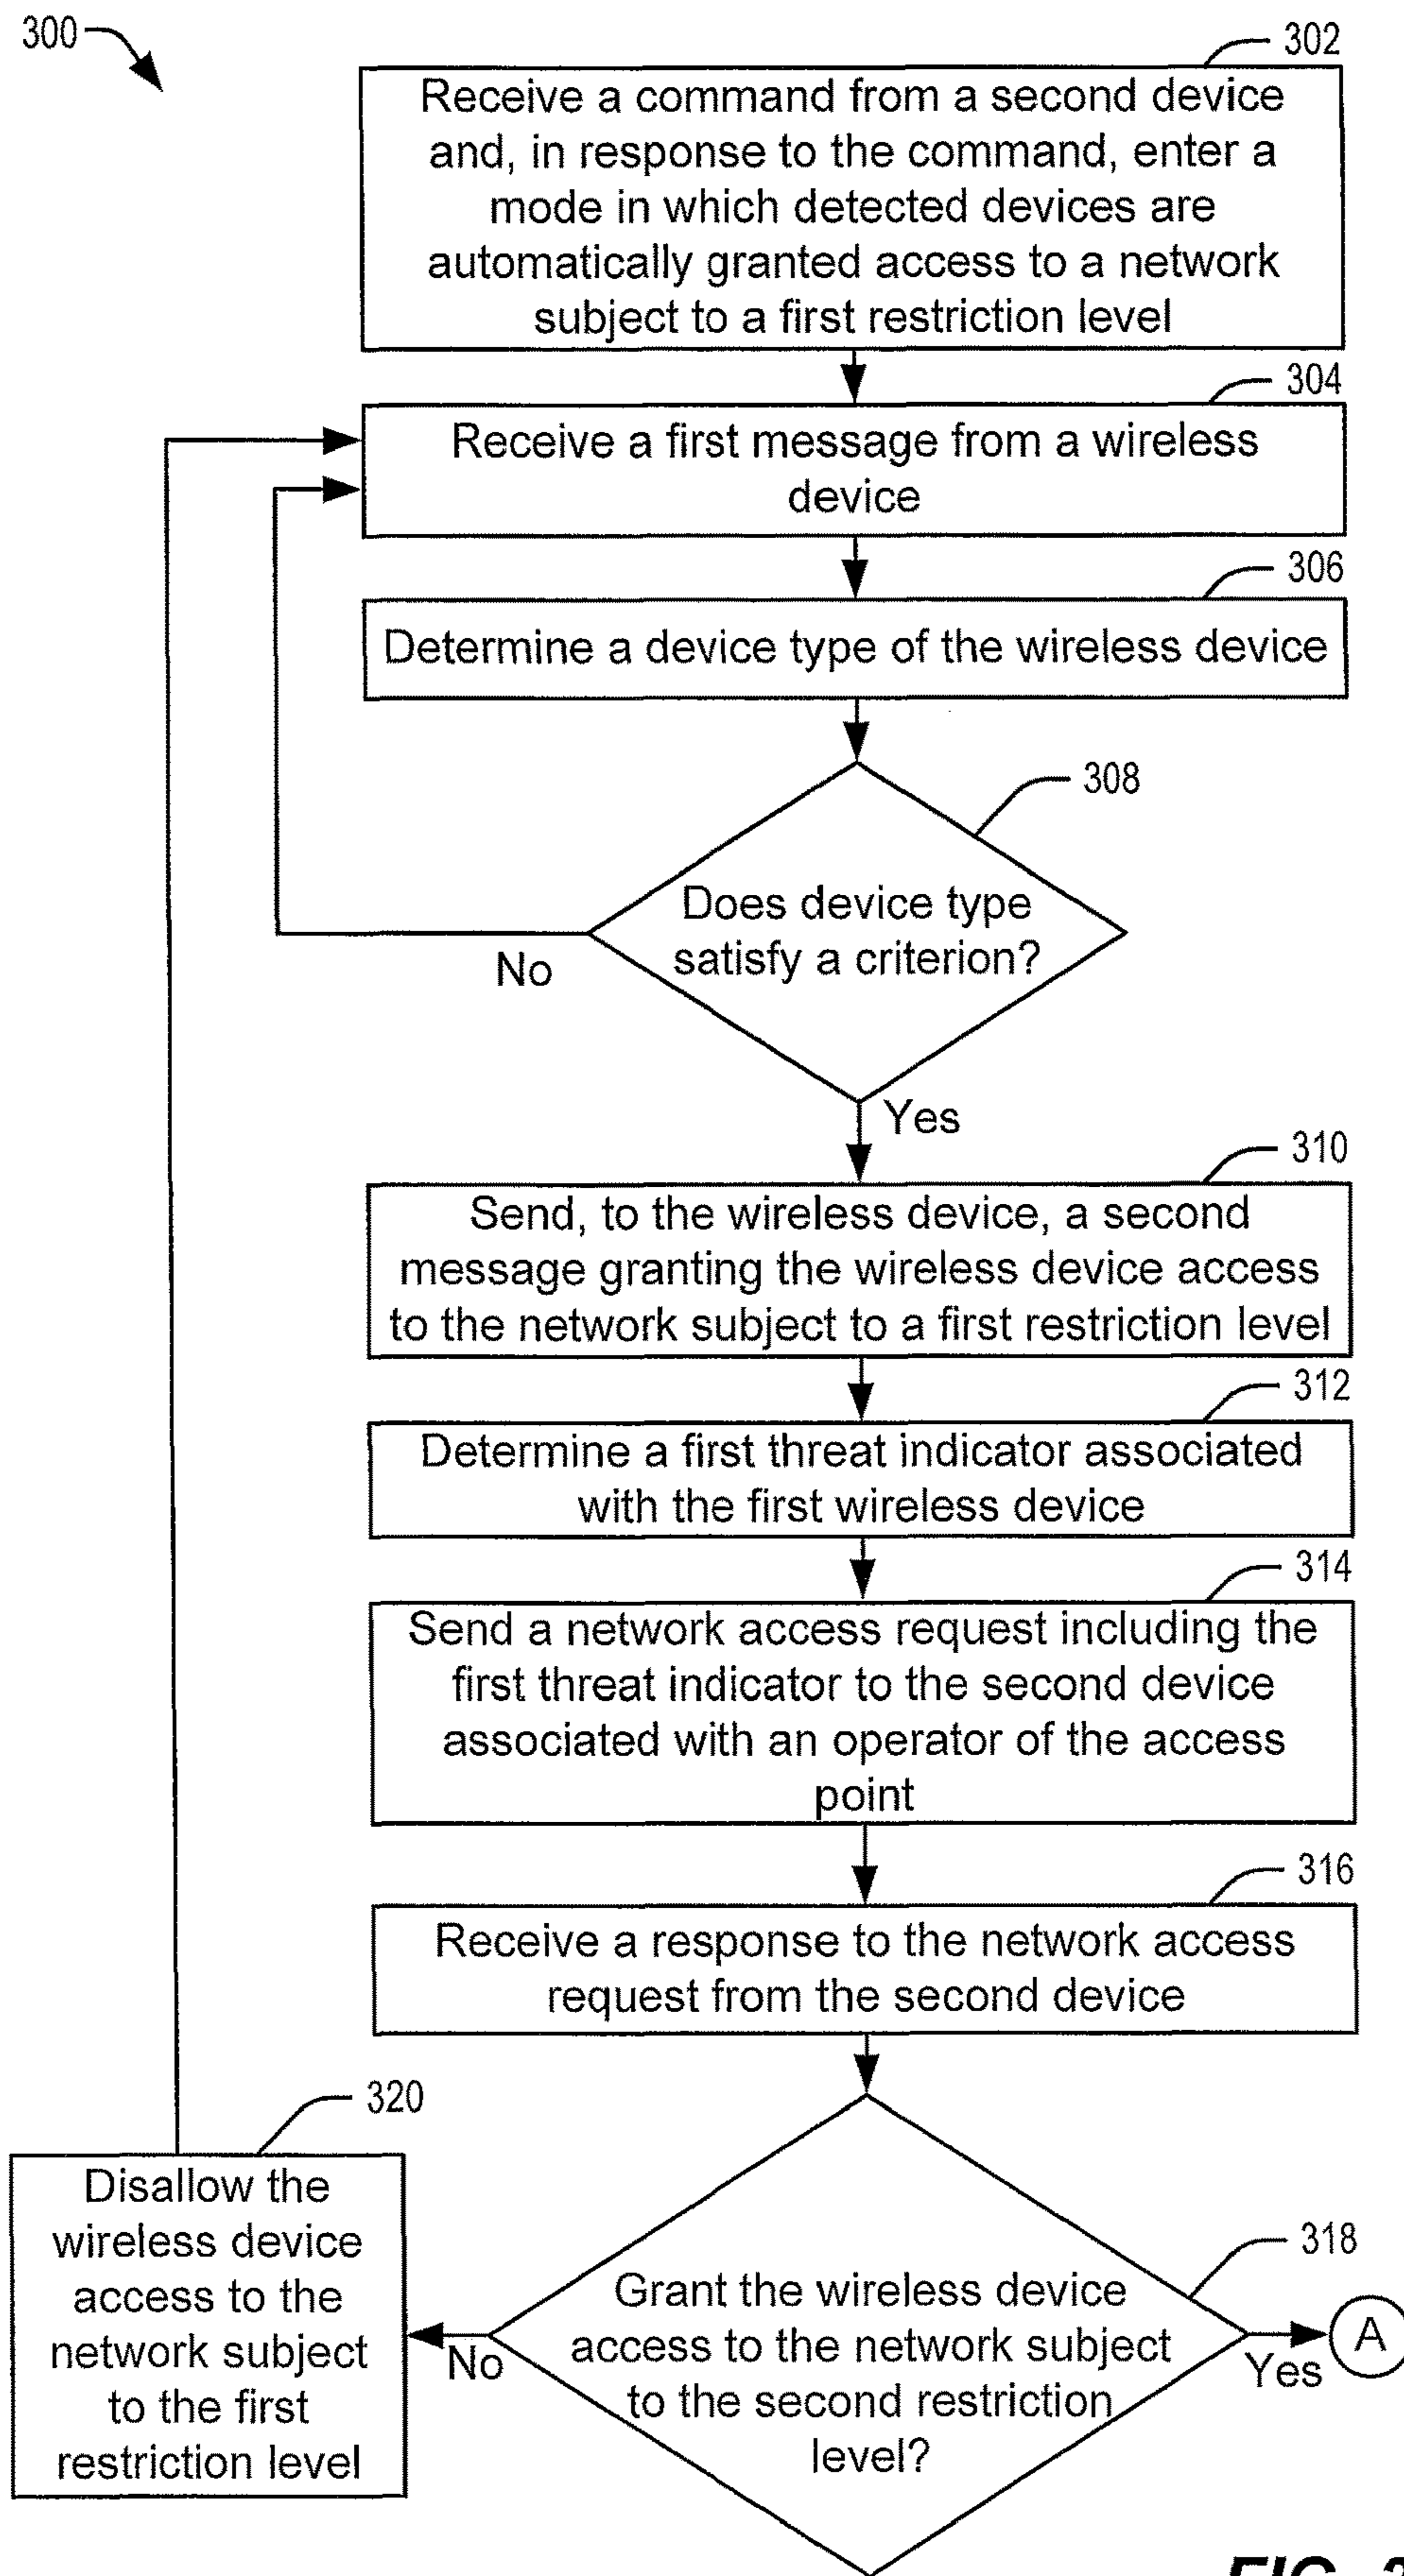 300
302
Receive a command from a second device
and, in response to the command, enter a
mode in which detected devices are
automatically granted access to a network
subject to a first restriction level
304
Receive a first message from a wireless
device
306
Determine a device type of the wireless device
308
Does device type
satisfy a criterion?
No
Yes
310
Send, to the wireless device, a second
message granting the wireless device access
to the network subject to a first restriction level
312
Determine a first threat indicator associated
with the first wireless device
314
Send a network access request including the
first threat indicator to the second device
associated with an operator of the access
point
316
Receive a response to the network access
request from the second device
320
Disallow the
wireless device
access to the
network subject
to the first
restriction level
318
Grant the wireless device
access to the network subject
to the second restriction
level?
No
Yes
A